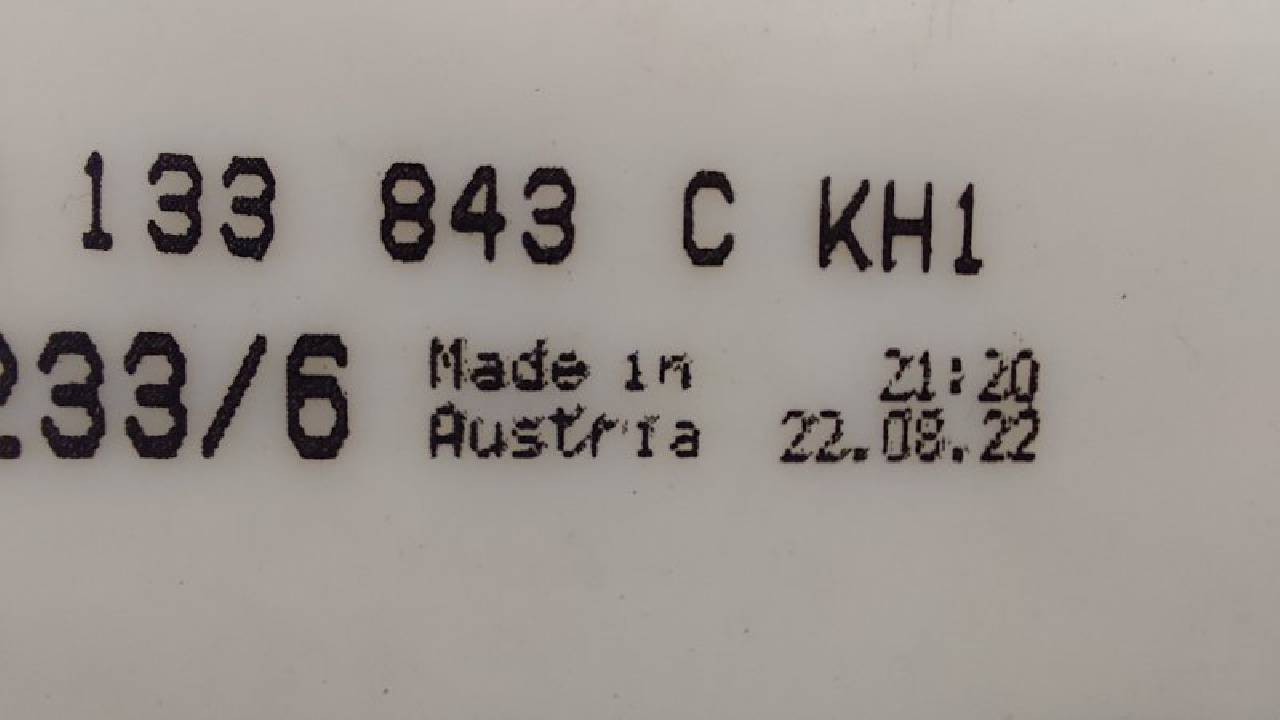 133 843 C KH1
233/6 Made in 21:20
Austria 22.08.22